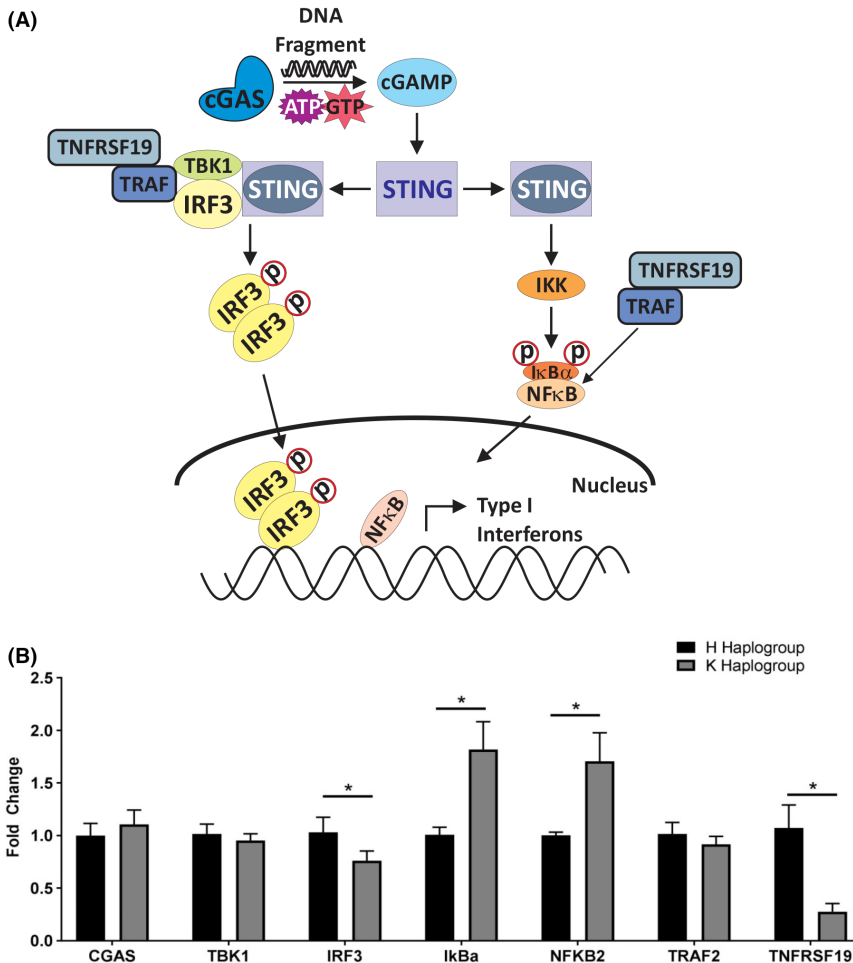 (A)
DNA
Fragment
cGAS
ATP
GTP
cGAMP
TNFRSF19
TRAF
TBK1
IRF3
STING
STING
STING
IRF3
p
IRF3
p
IKK
TNFRSF19
TRAF
p
p
IκBα
NFκB
Nucleus
IRF3
p
IRF3
p
NFκB
Type I
Interferons
(B)
H Haplogroup
K Haplogroup
Fold Change
2.5
2.0
1.5
1.0
0.5
0.0
*
*
*
*
CGAS
TBK1
IRF3
IkBa
NFKB2
TRAF2
TNFRSF19